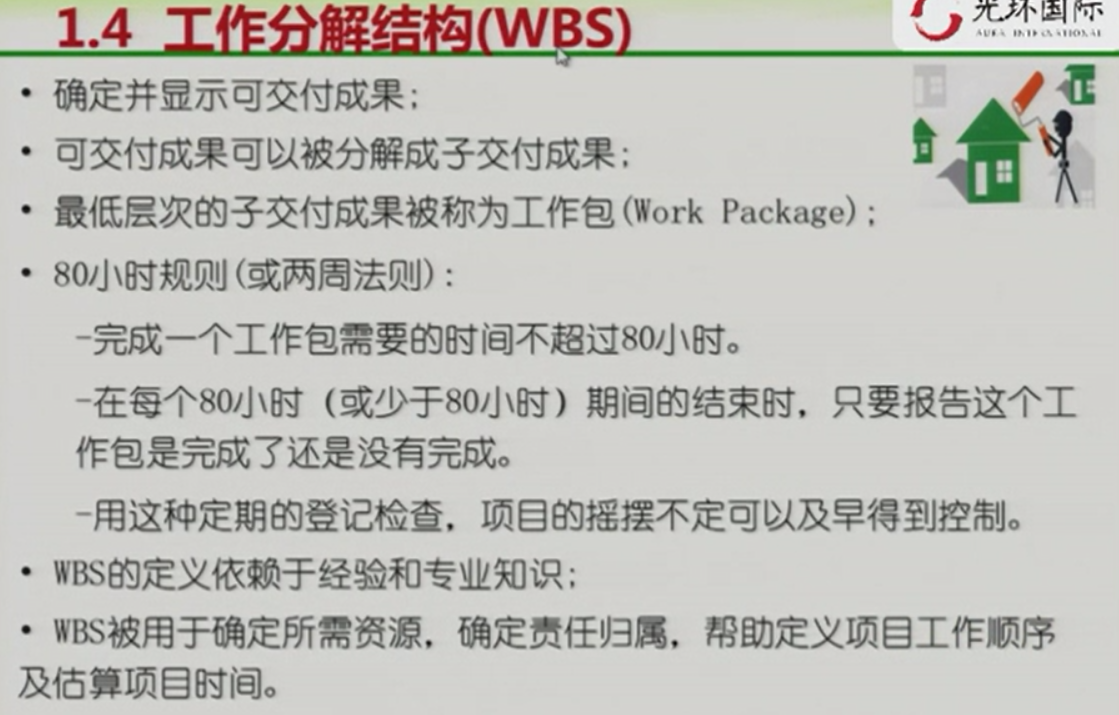 1.4 工作分解结构(WBS)
光环国际
AURA INTERNATIONAL
• 确定并显示可交付成果;
• 可交付成果可以被分解成子交付成果;
• 最低层次的子交付成果被称为工作包(Work Package);
• 80小时规则(或两周法则):
-完成一个工作包需要的时间不超过80小时。
-在每个80小时（或少于80小时）期间的结束时，只要报告这个工
作包是完成了还是没有完成。
-用这种定期的登记检查，项目的摇摆不定可以及早得到控制。
• WBS的定义依赖于经验和专业知识;
• WBS被用于确定所需资源，确定责任归属，帮助定义项目工作顺序
及估算项目时间。